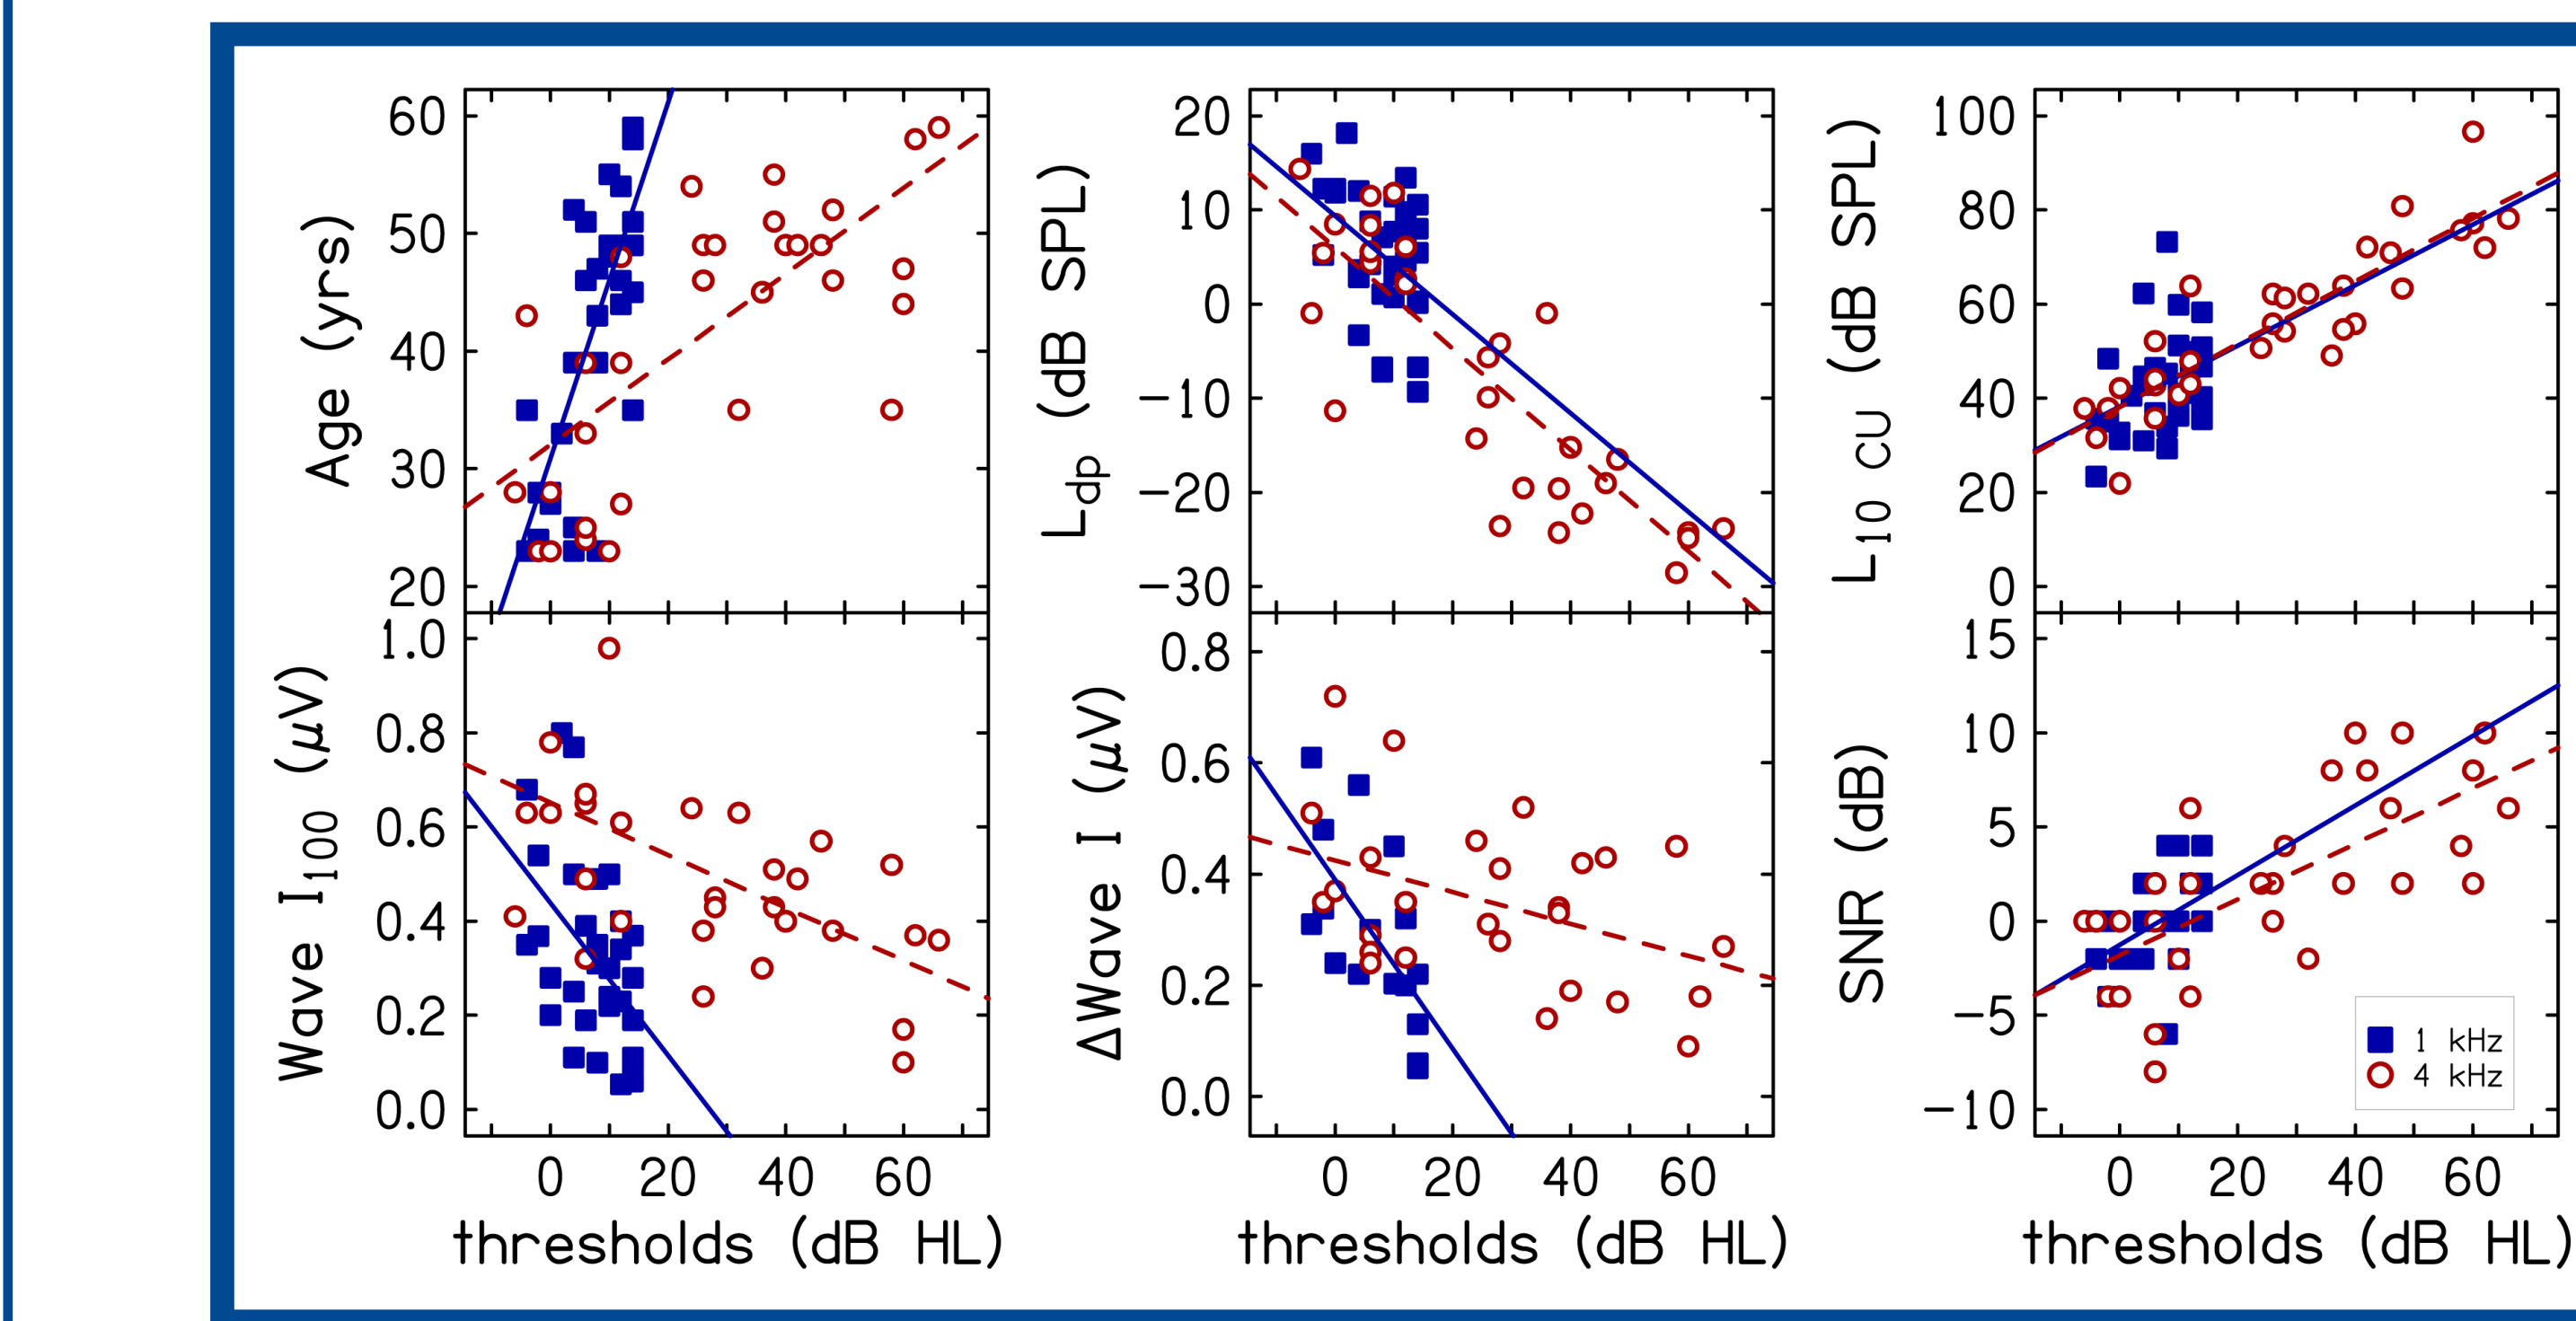 Age (yrs)
60
50
40
30
20
Ldp (dB SPL)
20
10
0
−10
−20
−30
L10 CU (dB SPL)
100
80
60
40
20
0
Wave I100 (μV)
1.0
0.8
0.6
0.4
0.2
0.0
ΔWave I (μV)
0.8
0.6
0.4
0.2
0.0
SNR (dB)
15
10
5
0
−5
−10
1 kHz
4 kHz
0 20 40 60
0 20 40 60
0 20 40 60
thresholds (dB HL)
thresholds (dB HL)
thresholds (dB HL)